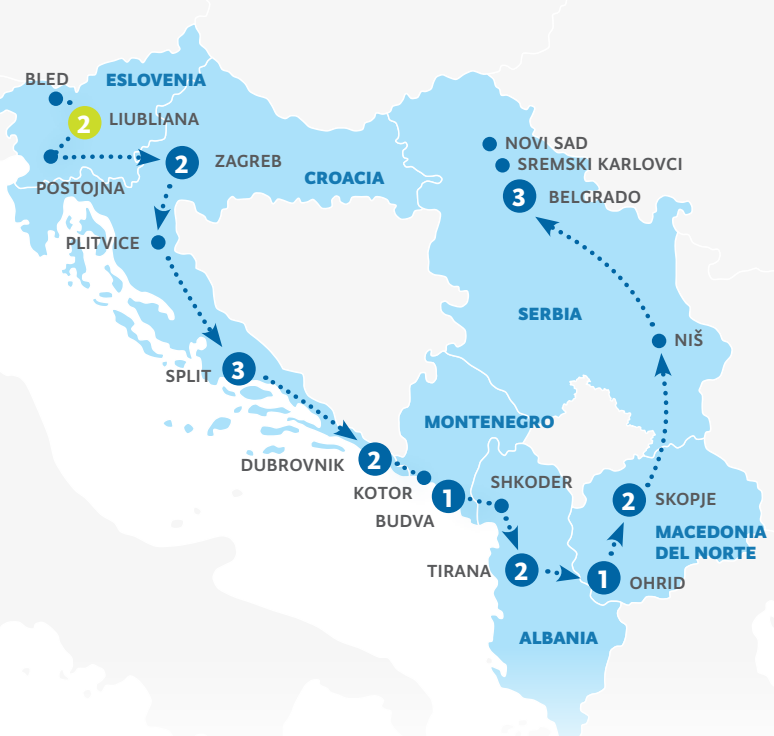 BLED
ESLOVENIA
2
LIUBLIANA
NOVI SAD
SREMSKI KARLOVCI
2
ZAGREB
CROACIA
POSTOJNA
3
BELGRADO
PLITVICE
SERBIA
NIŠ
3
SPLIT
MONTENEGRO
DUBROVNIK
2
KOTOR
SHKODER
1
BUDVA
2
SKOPJE
MACEDONIA
DEL NORTE
TIRANA
2
1
OHRID
ALBANIA